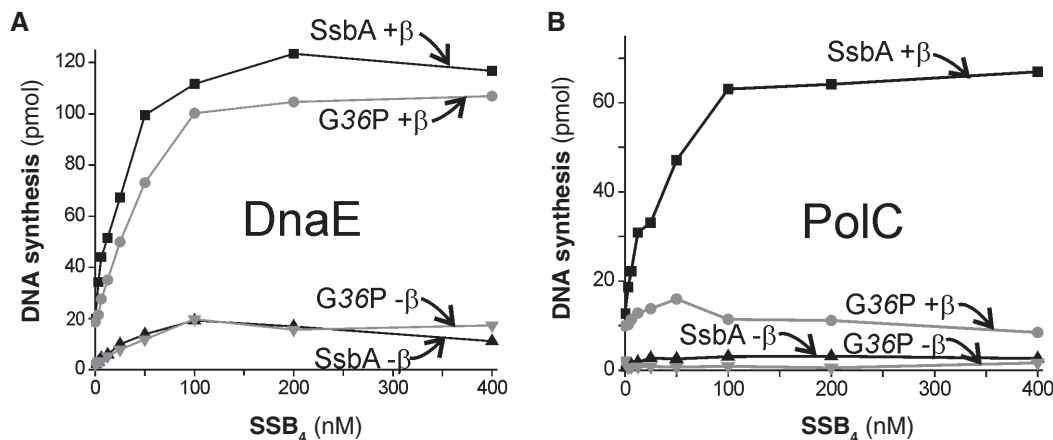 A
SsbA +β
G36P +β
DnaE
G36P -β
SsbA -β
DNA synthesis (pmol)
0
20
40
60
80
100
120
0
100
200
300
400
SSB₄ (nM)
B
SsbA +β
PolC
G36P +β
SsbA -β
G36P -β
DNA synthesis (pmol)
0
20
40
60
0
100
200
300
400
SSB₄ (nM)